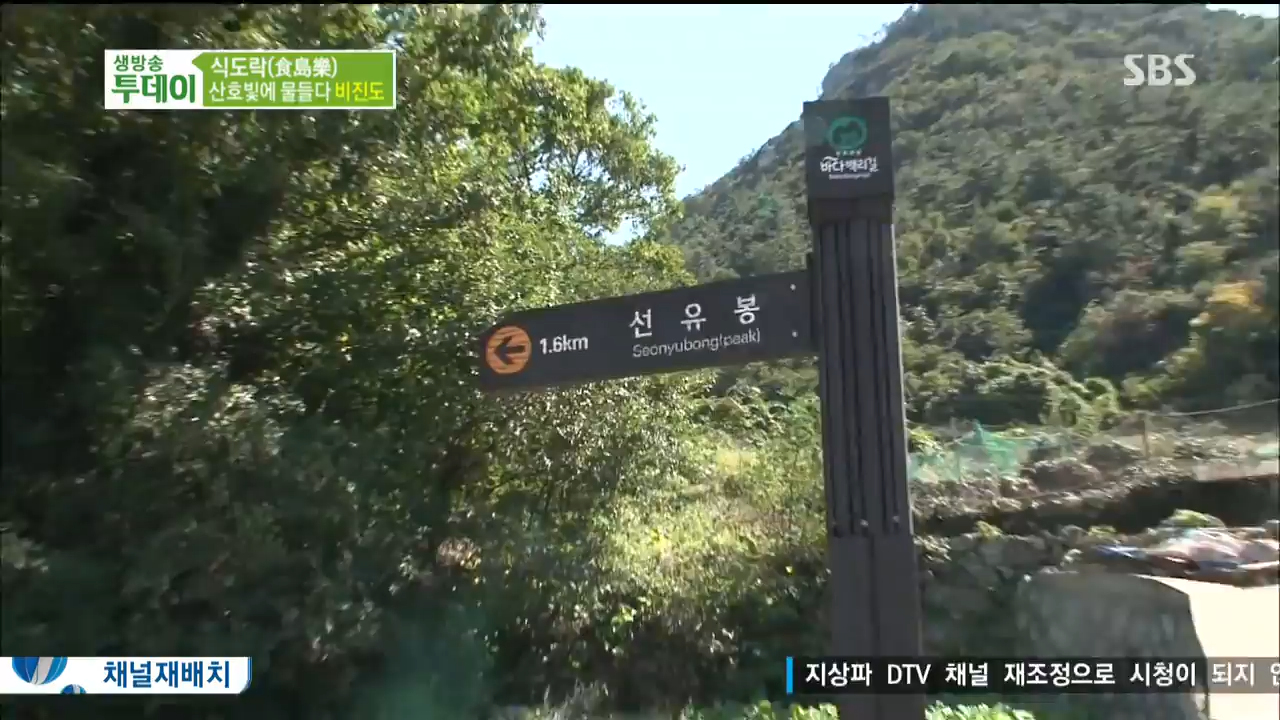 생방송
투데이
식도락(食島樂)
산호빛에 물들다 비진도
SBS
바다백리길
선유봉
1.6km
Seonyubong(peak)
채널재배치
지상파 DTV 채널 재조정으로 시청이 되지